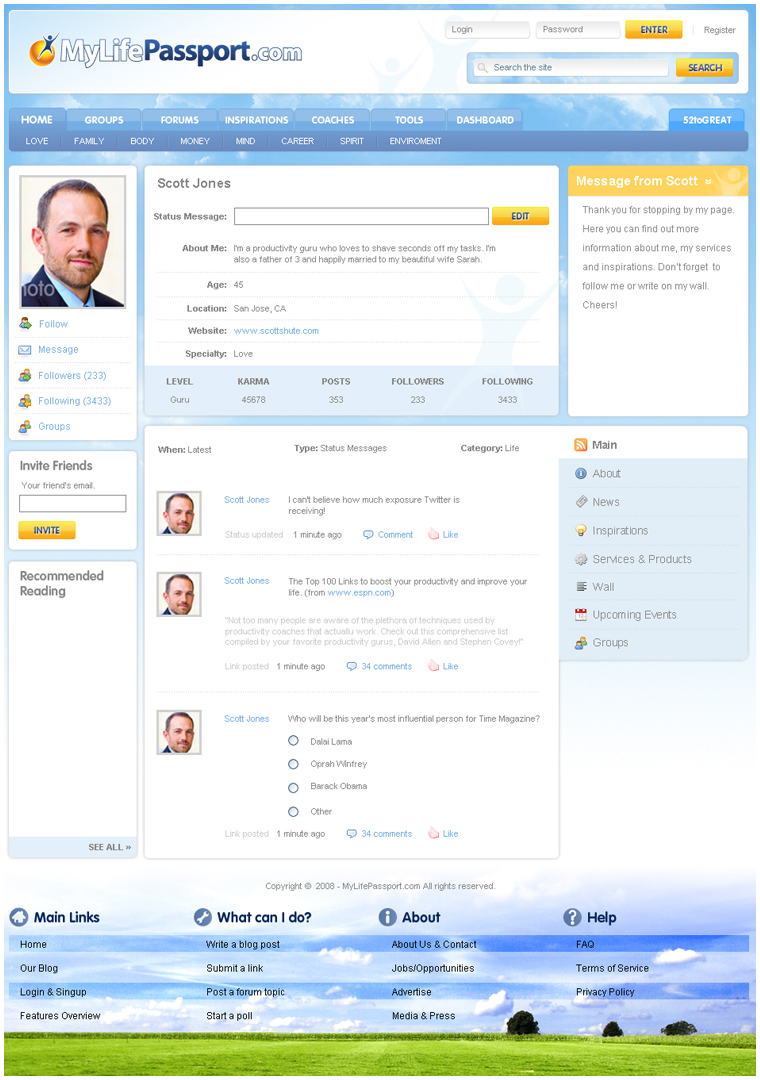 Login
Password
ENTER
Register
MyLifePassport.com
Search the site
SEARCH
HOME
GROUPS
FORUMS
INSPIRATIONS
COACHES
TOOLS
DASHBOARD
52toGREAT
LOVE
FAMILY
BODY
MONEY
MIND
CAREER
SPIRIT
ENVIROMENT
Follow
Message
Followers (233)
Following (3433)
Groups
Scott Jones
Status Message:
EDIT
About Me: I'm a productivity guru who loves to shave seconds off my tasks. I'm
also a father of 3 and happily married to my beautiful wife Sarah.
Age: 45
Location: San Jose, CA
Website: www.scottshute.com
Specialty: Love
LEVEL KARMA POSTS FOLLOWERS FOLLOWING
Guru 45678 353 233 3433
Message from Scott
Thank you for stopping by my page.
Here you can find out more
information about me, my services
and inspirations. Don't forget to
follow me or write on my wall.
Cheers!
Invite Friends
Your friend's email.
INVITE
Recommended
Reading
SEE ALL »
When: Latest
Type: Status Messages
Category: Life
Scott Jones
I can't believe how much exposure Twitter is
receiving!
Status updated 1 minute ago Comment Like
Scott Jones
The Top 100 Links to boost your productivity and improve your
life. (from www.espn.com)
"Not too many people are aware of the plethora of techniques used by
productivity coaches that actuallu work. Check out this comprehensive list
compiled by your favorite productivity gurus, David Allen and Stephen Covey!"
Link posted 1 minute ago 34 comments Like
Scott Jones
Who will be this year's most influential person for Time Magazine?
Dalai Lama
Oprah Winfrey
Barack Obama
Other
Link posted 1 minute ago 34 comments Like
Main
About
News
Inspirations
Services & Products
Wall
Upcoming Events
Groups
Copyright © 2008 - MyLifePassport.com All rights reserved.
Main Links
Home
Our Blog
Login & Singup
Features Overview
What can I do?
Write a blog post
Submit a link
Post a forum topic
Start a poll
About
About Us & Contact
Jobs/Opportunities
Advertise
Media & Press
Help
FAQ
Terms of Service
Privacy Policy